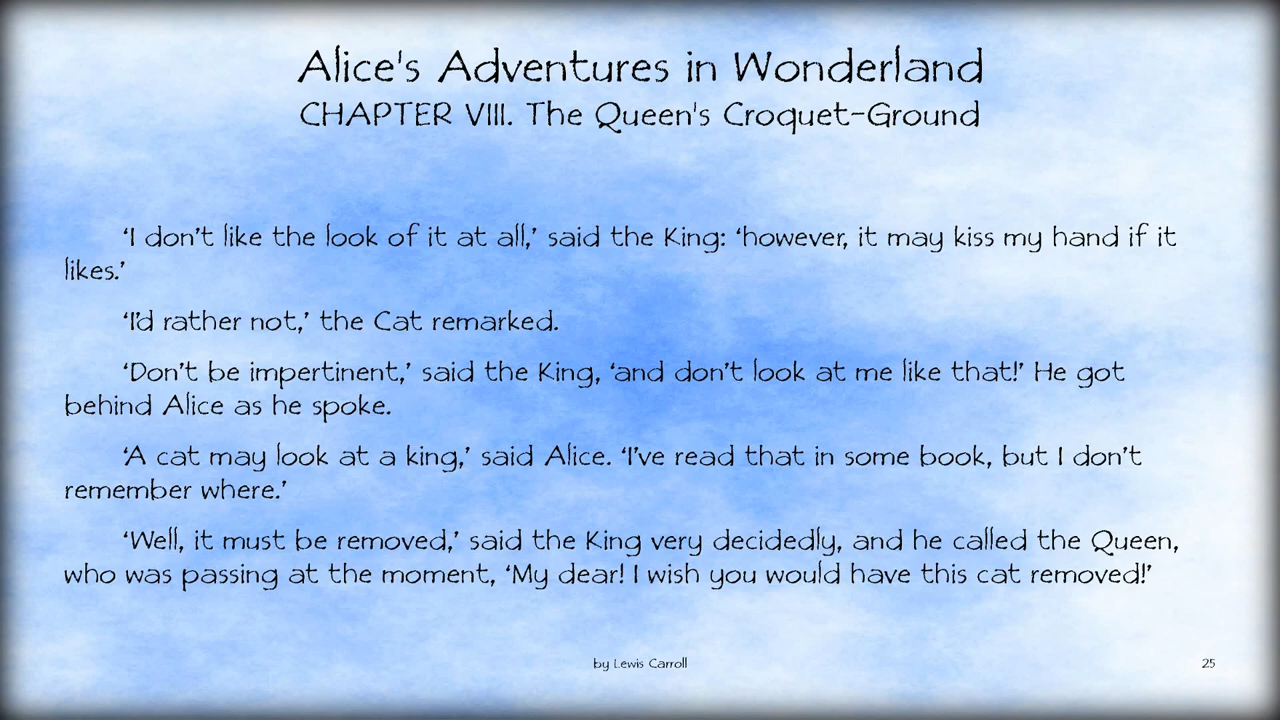 Alice's Adventures in Wonderland
CHAPTER VIII. The Queen's Croquet-Ground
‘I don’t like the look of it at all,’ said the King: ‘however, it may kiss my hand if it
likes.’
‘I’d rather not,’ the Cat remarked.
‘Don’t be impertinent,’ said the King, ‘and don’t look at me like that!’ He got
behind Alice as he spoke.
‘A cat may look at a king,’ said Alice. ‘I’ve read that in some book, but I don’t
remember where.’
‘Well, it must be removed,’ said the King very decidedly, and he called the Queen,
who was passing at the moment, ‘My dear! I wish you would have this cat removed!’
by Lewis Carroll
25